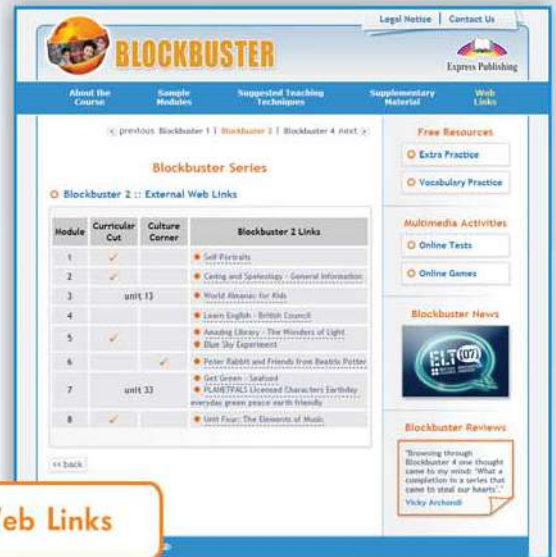 Legal Notice | Contact Us
BLOCKBUSTER
Express Publishing
About the Course
Sample Modules
Suggested Teaching Techniques
Supplementary Material
Web Links
< previous Blockbuster 1 | Blockbuster 2 | Blockbuster 4 next >
Blockbuster Series
Blockbuster 2 :: External Web Links
Module Curricular Cut Culture Corner Blockbuster 2 Links
1 ✓ Self Portraits
2 ✓ Caving and Speleology - General Information
3 unit 13 World Almanac for Kids
4 Learn English - British Council
5 ✓ Amazing Library - The Wonders of Light
Blue Sky Experiment
6 ✓ Peter Rabbit and Friends from Beatrix Potter
7 unit 33 Get Green - Seafood
PLANETPALS Licensed Characters Earthday
everyday green peace earth friendly
8 ✓ Unit Four: The Elements of Music
<< back
Free Resources
Extra Practice
Vocabulary Practice
Multimedia Activities
Online Tests
Online Games
Blockbuster News
ELT 07
Blockbuster Reviews
"Browsing through
Blockbuster 4 one thought
came to my mind: 'What a
completion in a series that
came to steal our hearts'."
Vicky Archondi
eb Links